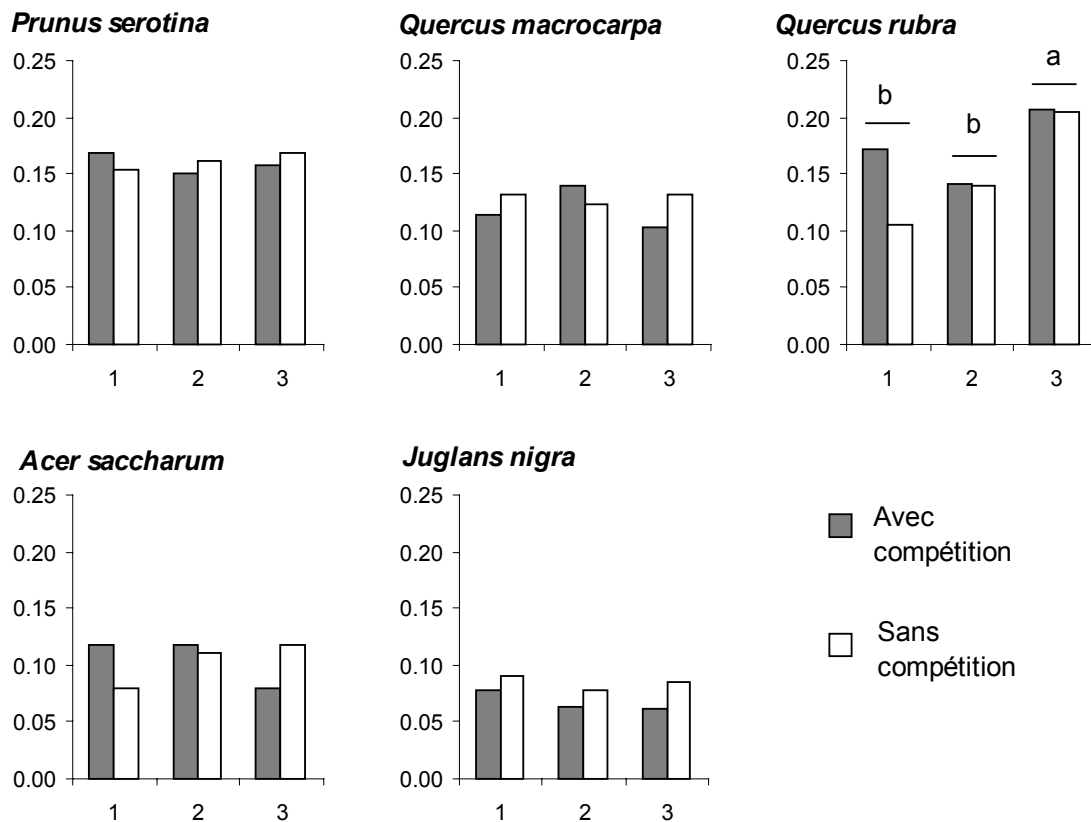 Prunus serotina
0.25
0.20
0.15
0.10
0.05
0.00
1 2 3
Quercus macrocarpa
0.25
0.20
0.15
0.10
0.05
0.00
1 2 3
Quercus rubra
0.25
0.20
0.15
0.10
0.05
0.00
b
b
a
1 2 3
Acer saccharum
0.25
0.20
0.15
0.10
0.05
0.00
1 2 3
Juglans nigra
0.25
0.20
0.15
0.10
0.05
0.00
1 2 3
Avec
compétition
Sans
compétition